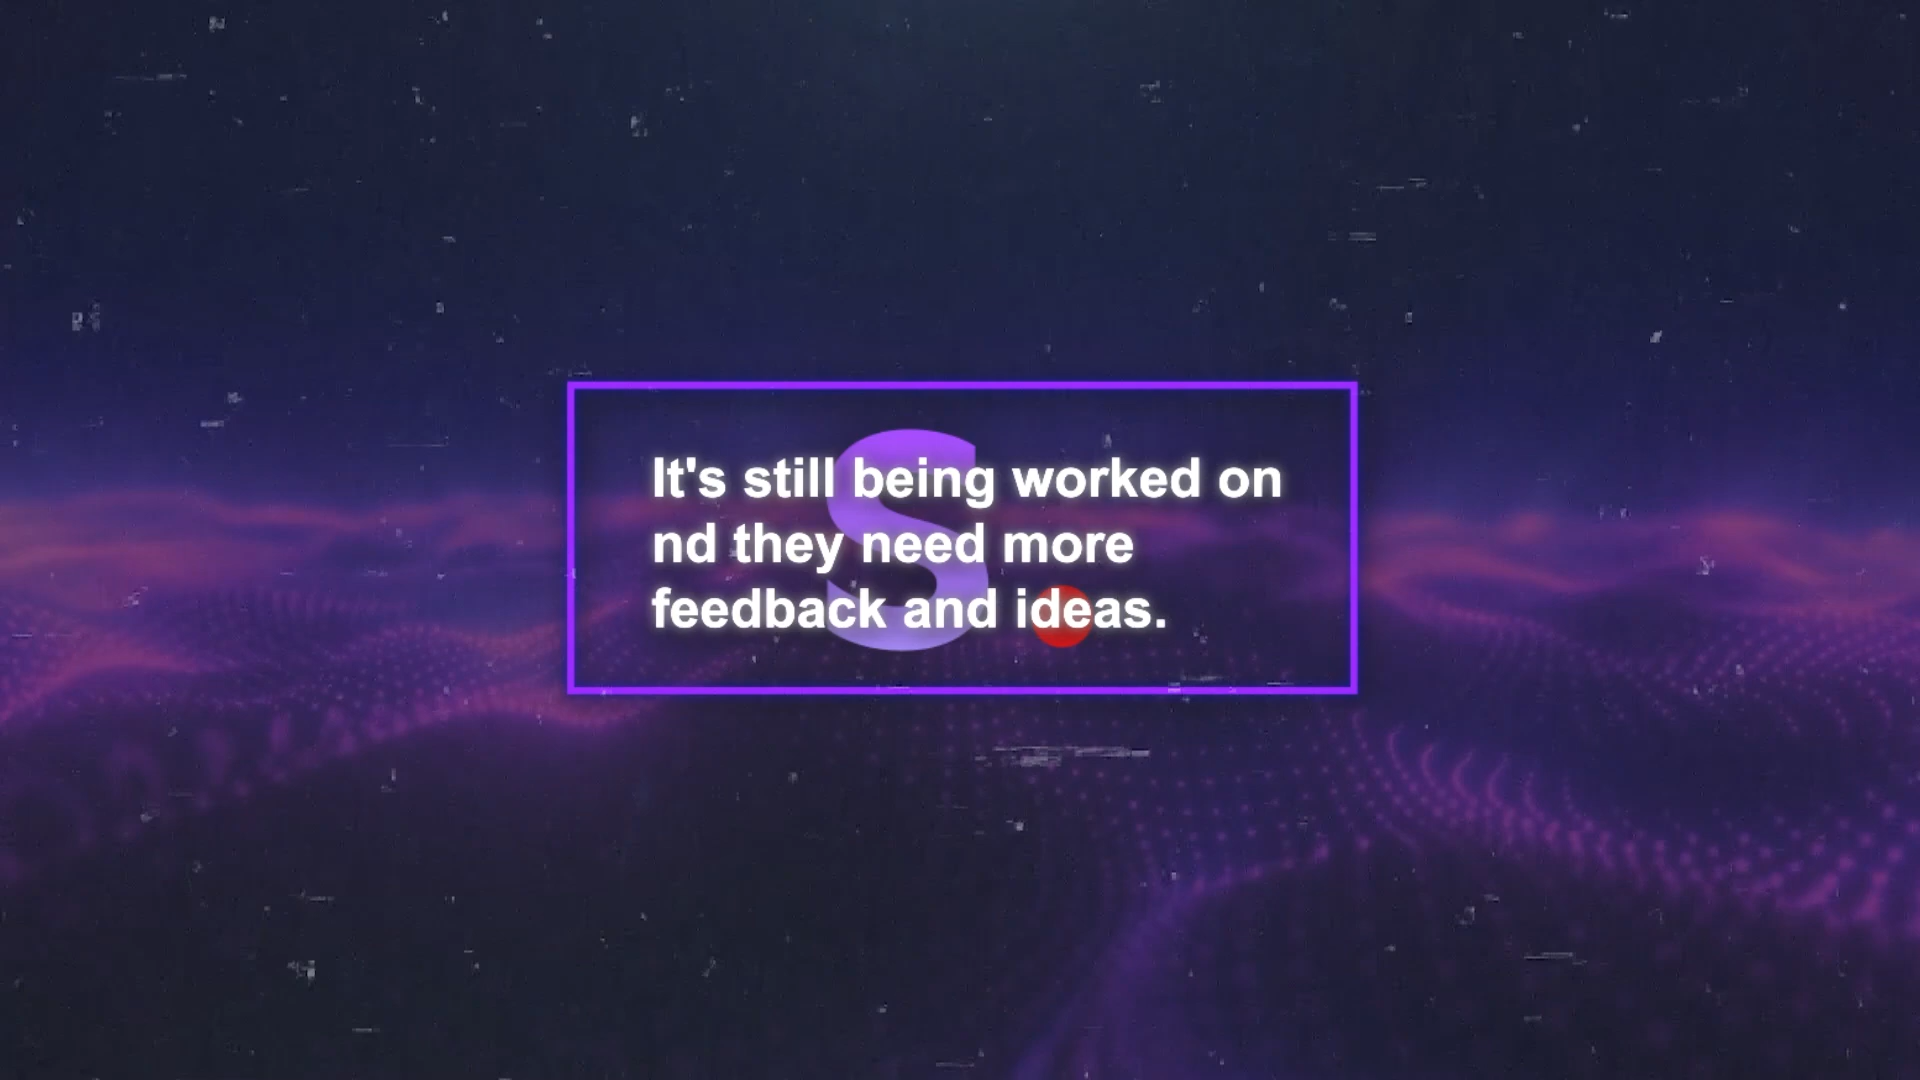 S
It's still being worked on
nd they need more
feedback and ideas.